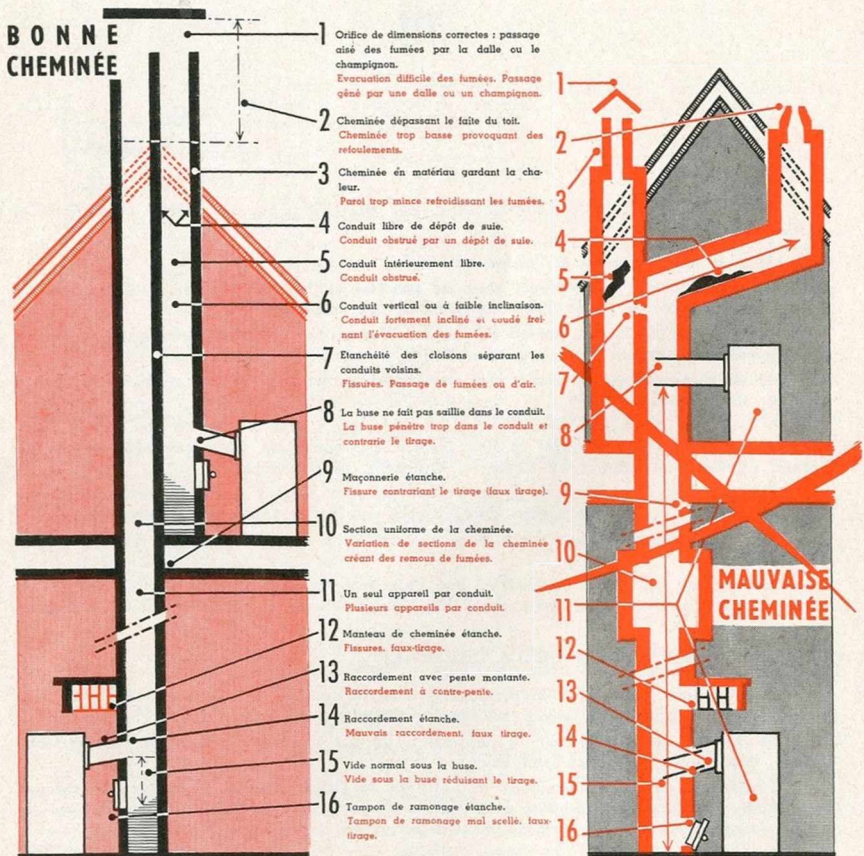 BONNE
CHEMINÉE
1 Orifice de dimensions correctes : passage
aisé des fumées par la dalle ou le
champignon.
Evacuation difficile des fumées. Passage
gêné par une dalle ou un champignon.
2 Cheminée dépassant le faîte du toit.
Cheminée trop basse provoquant des
refoulements.
3 Cheminée en matériau gardant la cha-
leur.
Paroi trop mince refroidissant les fumées.
4 Conduit libre de dépôt de suie.
Conduit obstrué par un dépôt de suie.
5 Conduit intérieurement libre.
Conduit obstrué.
6 Conduit vertical ou à faible inclinaison.
Conduit fortement incliné et coudé frei-
nant l'évacuation des fumées.
7 Etanchéité des cloisons séparant les
conduits voisins.
Fissures. Passage de fumées ou d'air.
8 La buse ne fait pas saillie dans le conduit.
La buse pénètre trop dans le conduit et
contrarie le tirage.
9 Maçonnerie étanche.
Fissure contrariant le tirage (faux tirage).
10 Section uniforme de la cheminée.
Variation de sections de la cheminée
créant des remous de fumées.
11 Un seul appareil par conduit.
Plusieurs appareils par conduit.
12 Manteau de cheminée étanche.
Fissures. faux-tirage.
13 Raccordement avec pente montante.
Raccordement à contre-pente.
14 Raccordement étanche.
Mauvais raccordement. faux tirage.
15 Vide normal sous la buse.
Vide sous la buse réduisant le tirage.
16 Tampon de ramonage étanche.
Tampon de ramonage mal scellé. faux-
tirage.
1
2
3
4
5
6
7
8
9
10
11
12
13
14
15
16
MAUVAISE
CHEMINÉE